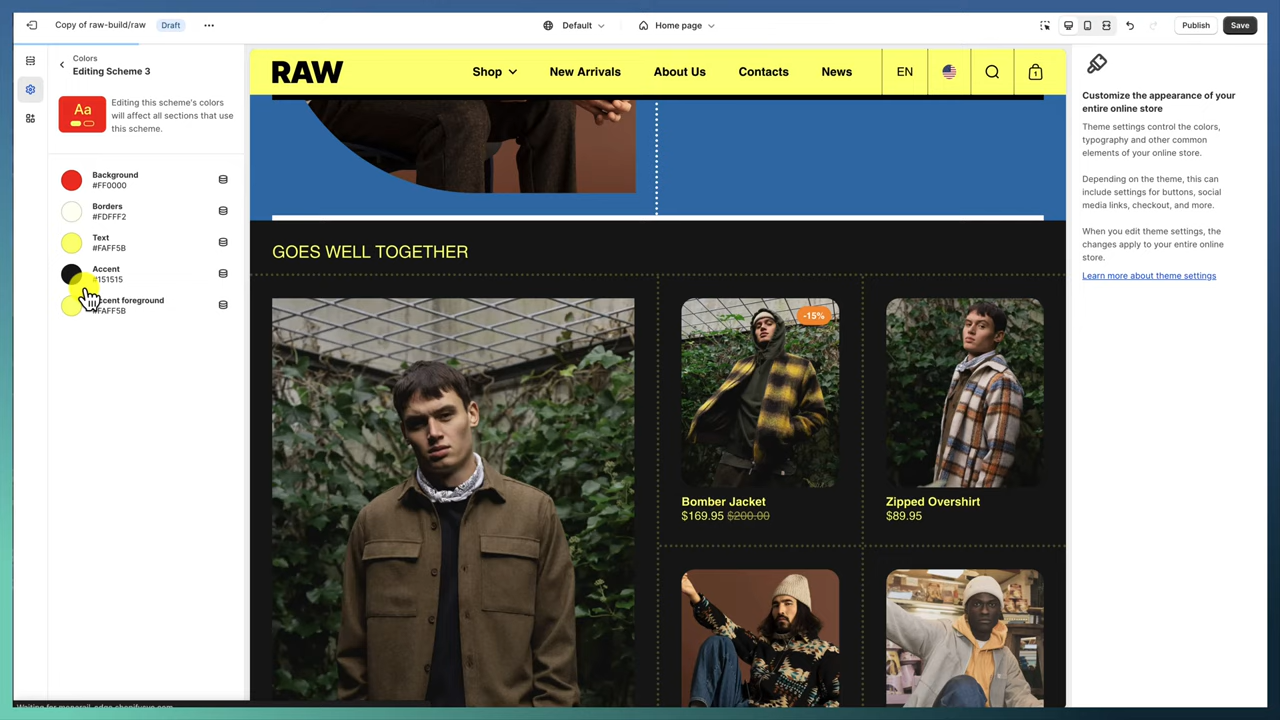 Copy of raw-build/raw
Draft
Default
Home page
Publish
Save
Colors
Editing Scheme 3
Aa
Editing this scheme's colors
will affect all sections that use
this scheme.
Background
#FF0000
Borders
#FDFFF2
Text
#FAFF5B
Accent
#151515
foreground
#FAFF5B
RAW
Shop
New Arrivals
About Us
Contacts
News
EN
1
GOES WELL TOGETHER
-15%
Bomber Jacket
$169.95 $200.00
Zipped Overshirt
$89.95
Customize the appearance of your
entire online store
Theme settings control the colors,
typography and other common
elements of your online store.
Depending on the theme, this can
include settings for buttons, social
media links, checkout, and more.
When you edit theme settings, the
changes apply to your entire online
store.
Learn more about theme settings